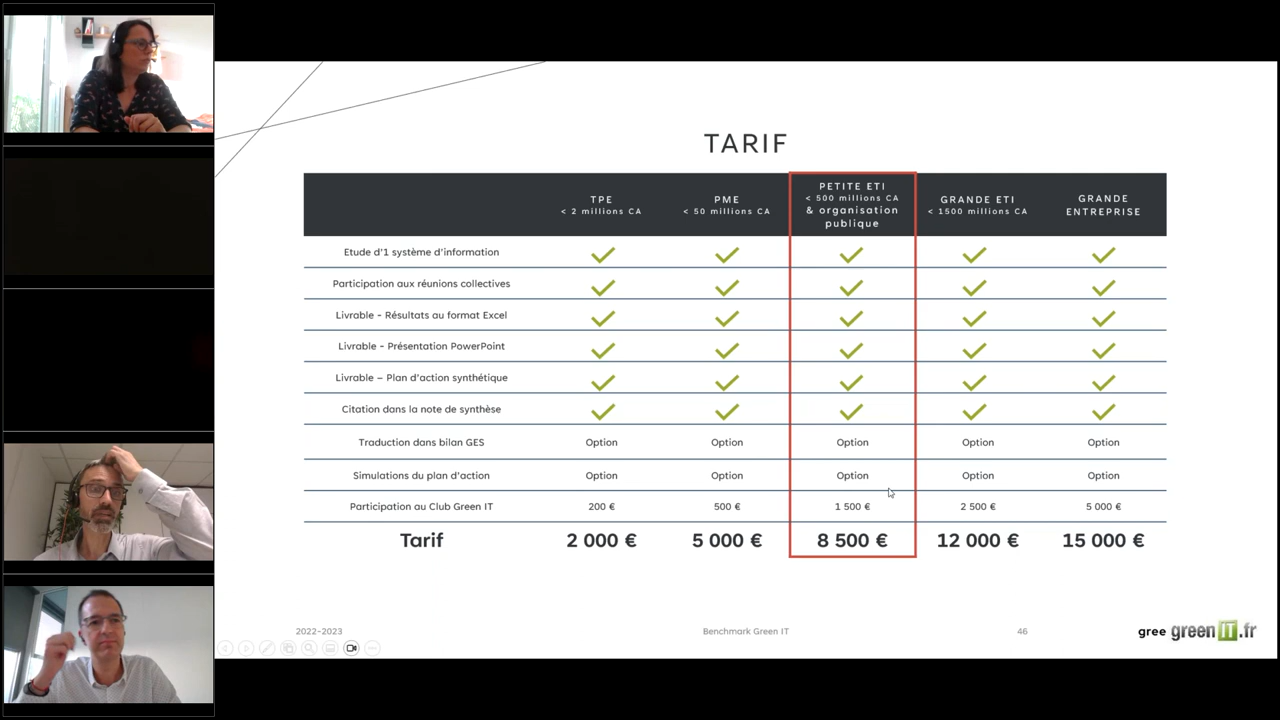 TARIF
TPE
< 2 millions CA
PME
< 50 millions CA
PETITE ETI
< 500 millions CA
& organisation
publique
GRANDE ETI
< 1500 millions CA
GRANDE
ENTREPRISE
Etude d'1 système d'information
Participation aux réunions collectives
Livrable - Résultats au format Excel
Livrable - Présentation PowerPoint
Livrable – Plan d'action synthétique
Citation dans la note de synthèse
Traduction dans bilan GES Option Option Option Option Option
Simulations du plan d'action Option Option Option Option Option
Participation au Club Green IT 200 € 500 € 1 500 € 2 500 € 5 000 €
Tarif 2 000 € 5 000 € 8 500 € 12 000 € 15 000 €
2022-2023 Benchmark Green IT 46 gree greenIT.fr